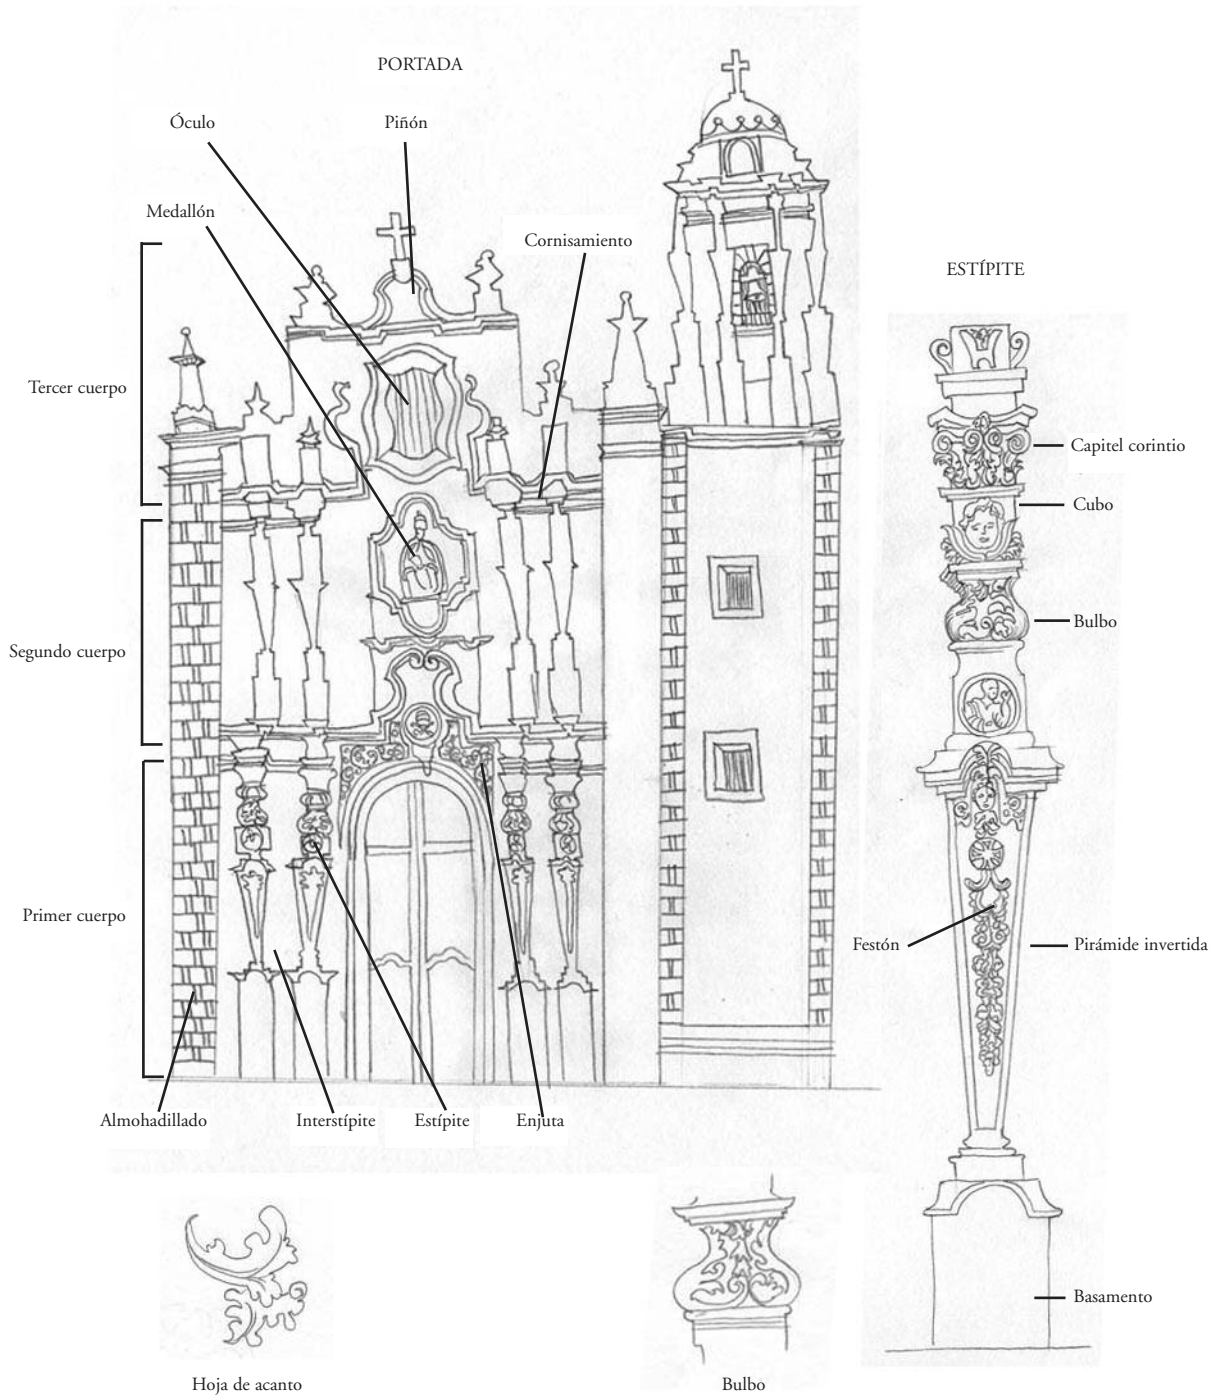 PORTADA
Óculo
Piñón
Medallón
Cornisamiento
ESTÍPITE
Tercer cuerpo
Capitel corintio
Cubo
Bulbo
Segundo cuerpo
Primer cuerpo
Festón
Pirámide invertida
Almohadillado
Interstípite
Estípite
Enjuta
Basamento
Hoja de acanto
Bulbo